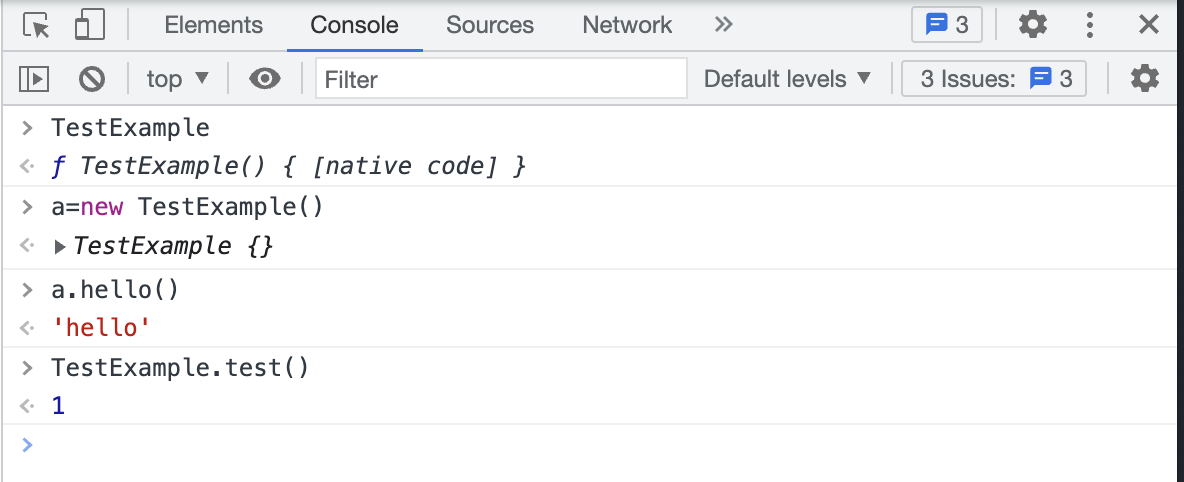 Elements Console Sources Network 3
top Filter Default levels 3 Issues: 3
TestExample
ƒ TestExample() { [native code] }
a=new TestExample()
TestExample {}
a.hello()
'hello'
TestExample.test()
1